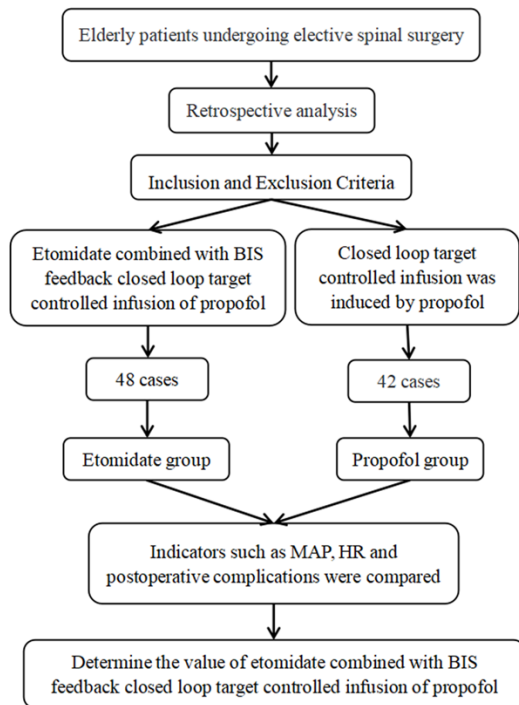 Elderly patients undergoing elective spinal surgery
Retrospective analysis
Inclusion and Exclusion Criteria
Etomidate combined with BIS
feedback closed loop target
controlled infusion of propofol
Closed loop target
controlled infusion was
induced by propofol
48 cases
42 cases
Etomidate group
Propofol group
Indicators such as MAP, HR and
postoperative complications were compared
Determine the value of etomidate combined with BIS
feedback closed loop target controlled infusion of propofol